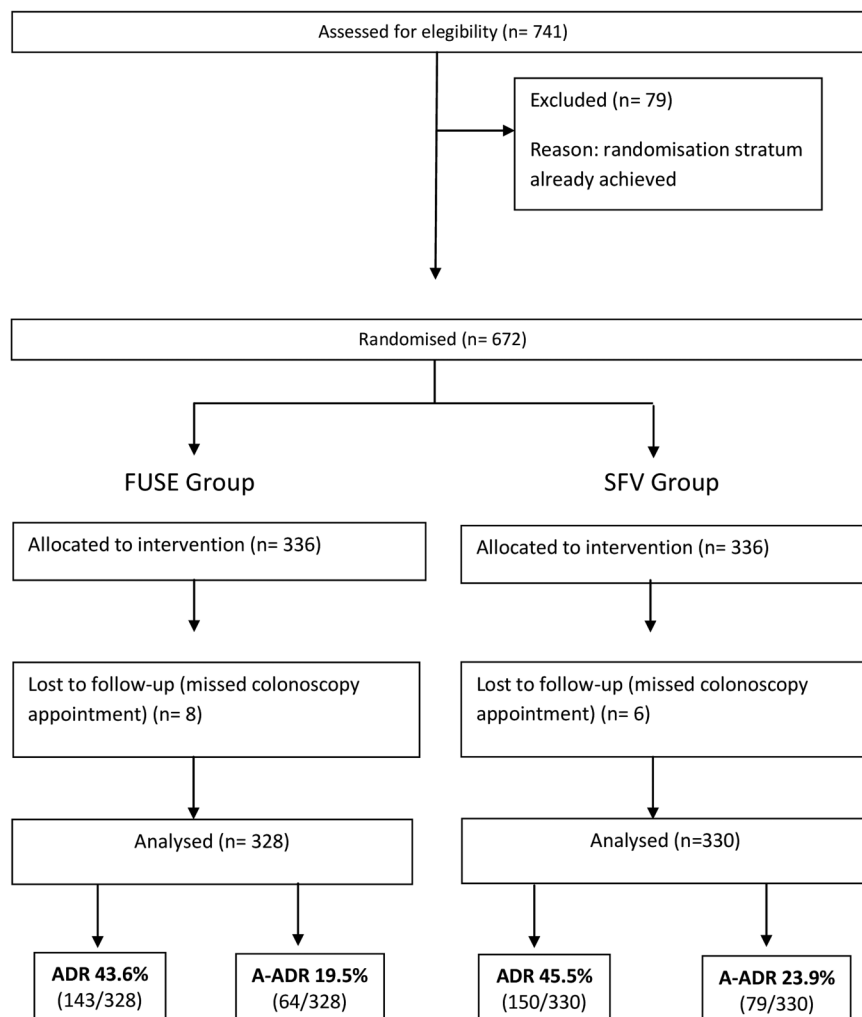 Assessed for elegibility (n= 741)
Excluded (n= 79)
Reason: randomisation stratum
already achieved
Randomised (n= 672)
FUSE Group
SFV Group
Allocated to intervention (n= 336)
Allocated to intervention (n= 336)
Lost to follow-up (missed colonoscopy
appointment) (n= 8)
Lost to follow-up (missed colonoscopy
appointment) (n= 6)
Analysed (n= 328)
Analysed (n=330)
ADR 43.6%
(143/328)
A-ADR 19.5%
(64/328)
ADR 45.5%
(150/330)
A-ADR 23.9%
(79/330)